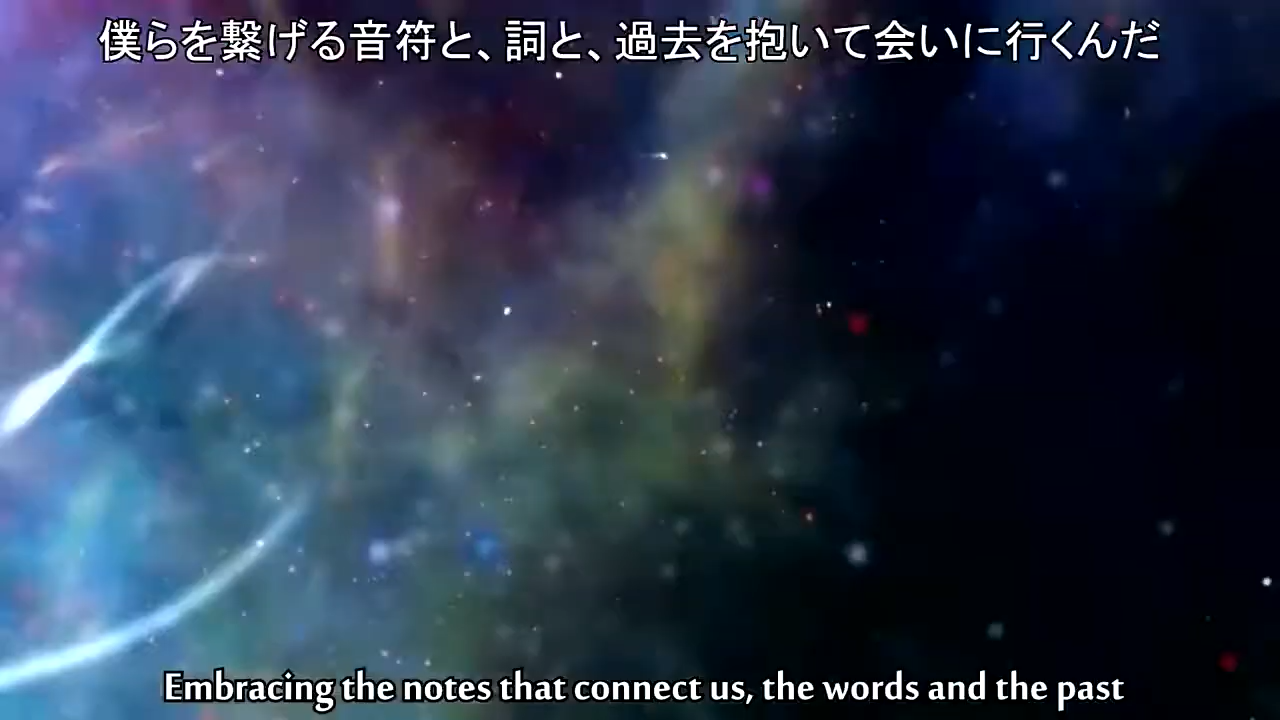 僕らを繋げる音符と、詞と、過去を抱いて会いに行くんだ
Embracing the notes that connect us, the words and the past